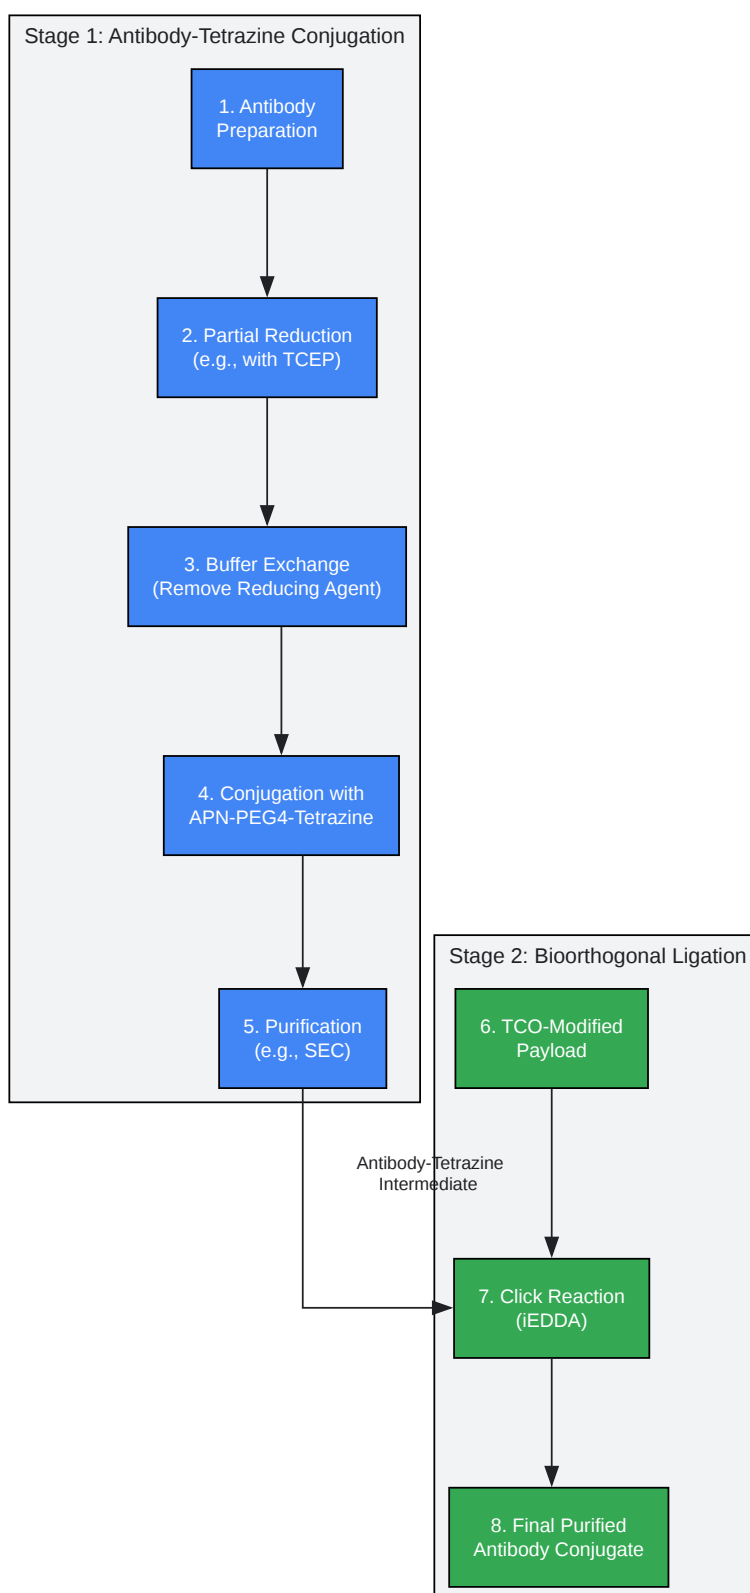 Stage 1: Antibody-Tetrazine Conjugation
1. Antibody
Preparation
2. Partial Reduction
(e.g., with TCEP)
3. Buffer Exchange
(Remove Reducing Agent)
4. Conjugation with
APN-PEG4-Tetrazine
5. Purification
(e.g., SEC)
Antibody-Tetrazine
Intermediate
Stage 2: Bioorthogonal Ligation
6. TCO-Modified
Payload
7. Click Reaction
(iEDDA)
8. Final Purified
Antibody Conjugate